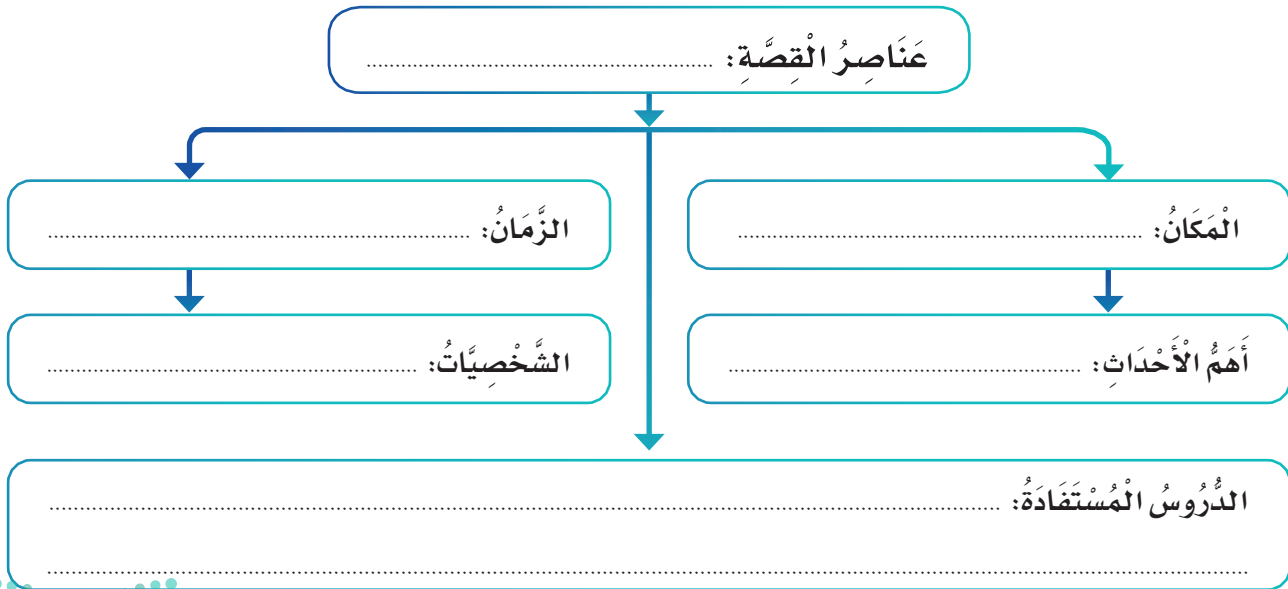 عَنَاصِرُ الْقِصَّةِ: ........................................
الْمَكَانُ: ........................................
الزَّمَانُ: ........................................
أَهَمُّ الْأَحْدَاثِ: ........................................
الشَّخْصِيَّاتُ: ........................................
الدُّرُوسُ الْمُسْتَفَادَةُ: ........................................
........................................